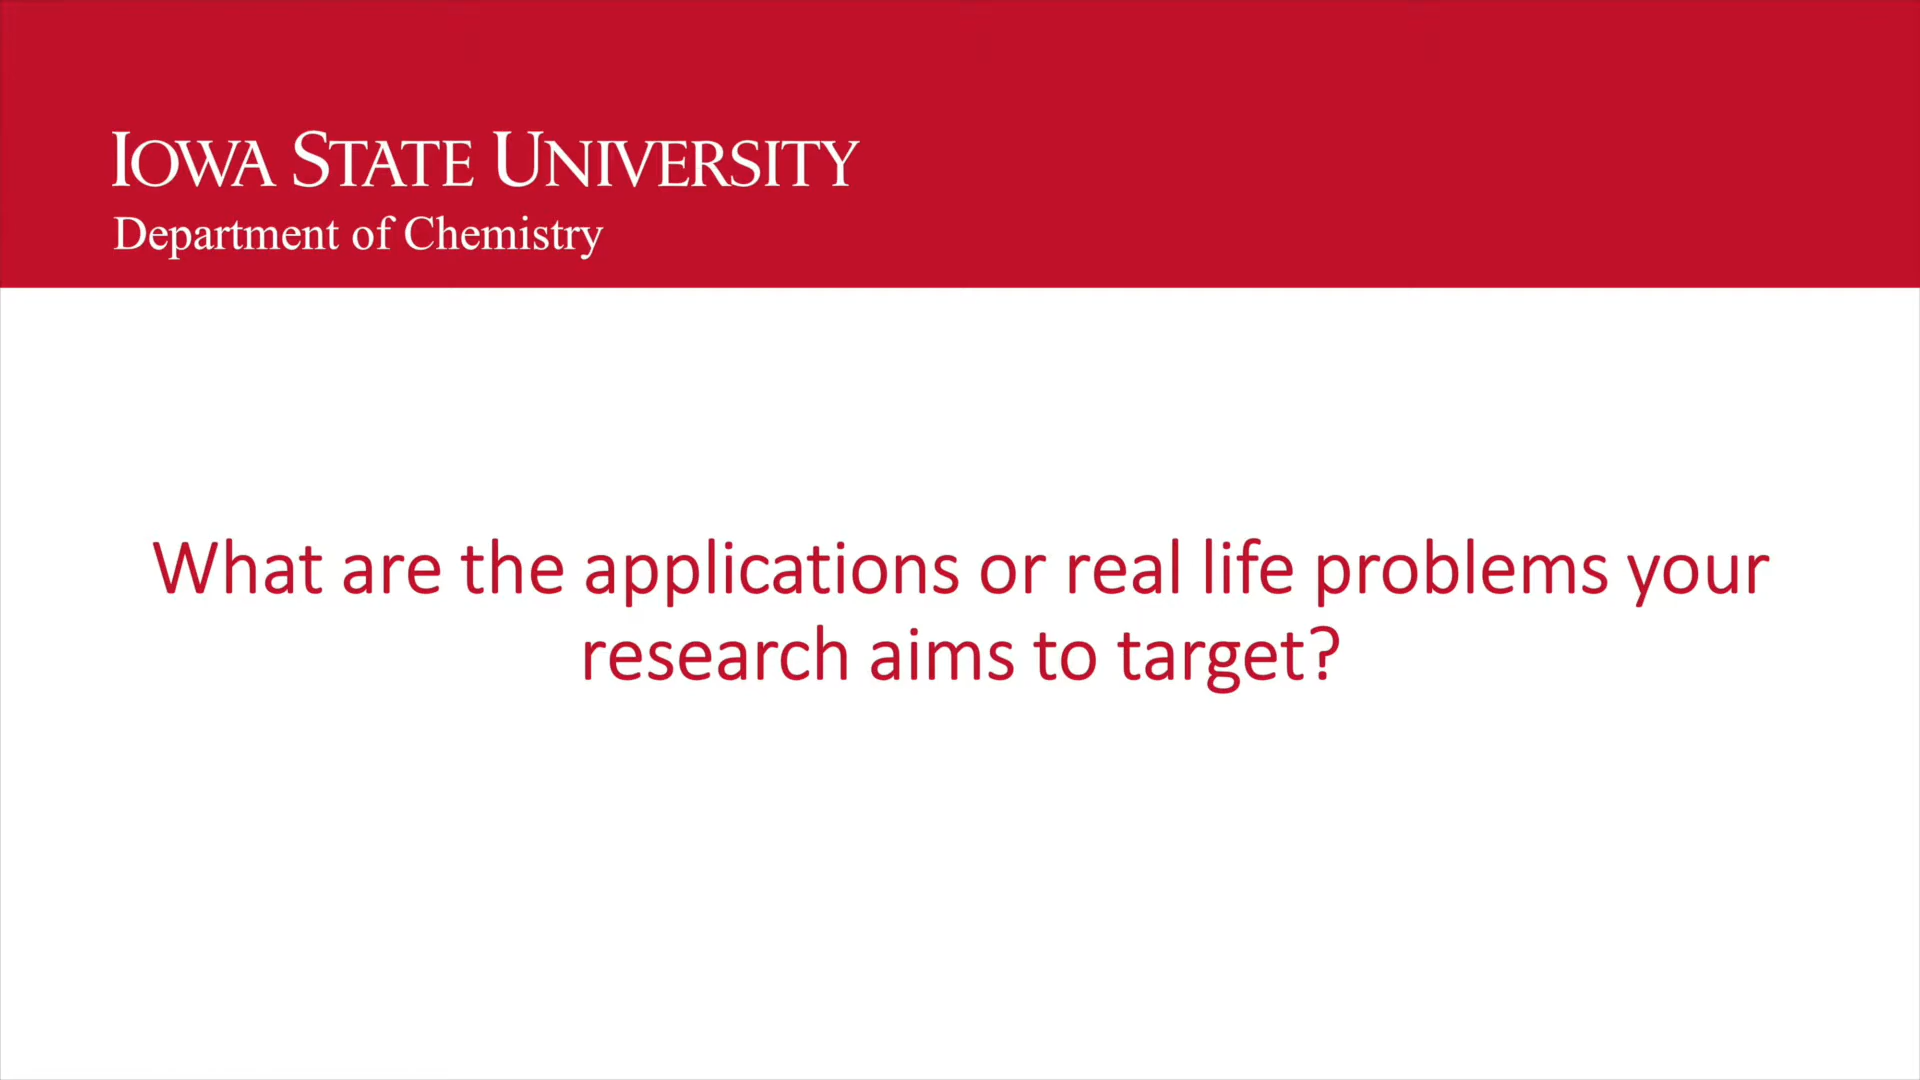 IOWA STATE UNIVERSITY
Department of Chemistry
What are the applications or real life problems your
research aims to target?